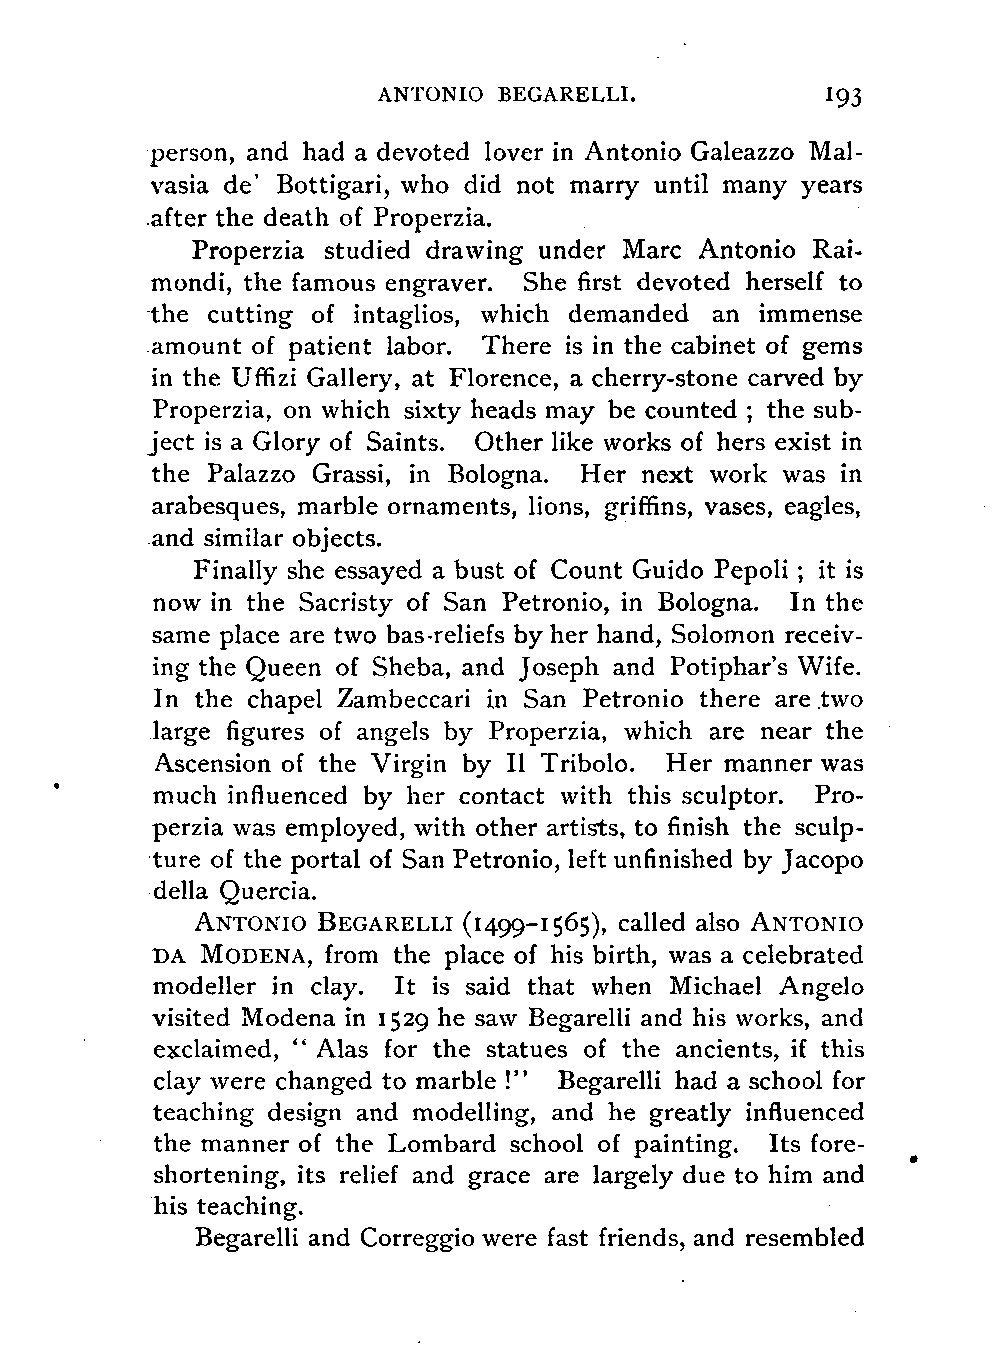 ANTONIO BEGARELLI. 193
person, and had a devoted lover in Antonio Galeazzo Mal-
vasia de' Bottigari, who did not marry until many years
after the death of Properzia.
Properzia studied drawing under Marc Antonio Rai-
mondi, the famous engraver. She first devoted herself to
the cutting of intaglios, which demanded an immense
amount of patient labor. There is in the cabinet of gems
in the Uffizi Gallery, at Florence, a cherry-stone carved by
Properzia, on which sixty heads may be counted ; the sub-
ject is a Glory of Saints. Other like works of hers exist in
the Palazzo Grassi, in Bologna. Her next work was in
arabesques, marble ornaments, lions, griffins, vases, eagles,
and similar objects.
Finally she essayed a bust of Count Guido Pepoli ; it is
now in the Sacristy of San Petronio, in Bologna. In the
same place are two bas-reliefs by her hand, Solomon receiv-
ing the Queen of Sheba, and Joseph and Potiphar's Wife.
In the chapel Zambeccari in San Petronio there are two
large figures of angels by Properzia, which are near the
Ascension of the Virgin by Il Tribolo. Her manner was
much influenced by her contact with this sculptor. Pro-
perzia was employed, with other artists, to finish the sculp-
ture of the portal of San Petronio, left unfinished by Jacopo
della Quercia.
ANTONIO BEGARELLI (1499-1565), called also ANTONIO
DA MODENA, from the place of his birth, was a celebrated
modeller in clay. It is said that when Michael Angelo
visited Modena in 1529 he saw Begarelli and his works, and
exclaimed, “ Alas for the statues of the ancients, if this
clay were changed to marble !” Begarelli had a school for
teaching design and modelling, and he greatly influenced
the manner of the Lombard school of painting. Its fore-
shortening, its relief and grace are largely due to him and
his teaching.
Begarelli and Correggio were fast friends, and resembled